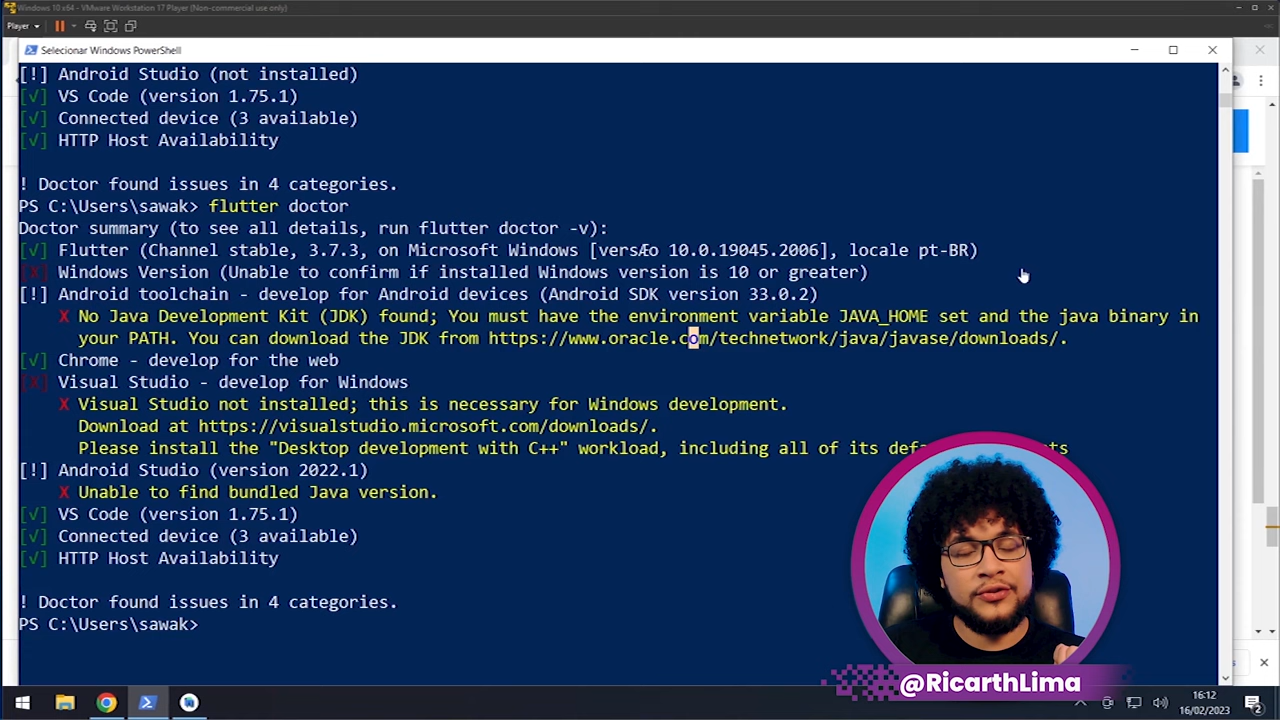 Windows 10 x64 - VMware Workstation 17 Player (Non-commercial use only)
Player
Selecionar Windows PowerShell
[!] Android Studio (not installed)
[√] VS Code (version 1.75.1)
[√] Connected device (3 available)
[√] HTTP Host Availability
! Doctor found issues in 4 categories.
PS C:\Users\sawak> flutter doctor
Doctor summary (to see all details, run flutter doctor -v):
[√] Flutter (Channel stable, 3.7.3, on Microsoft Windows [versÆo 10.0.19045.2006], locale pt-BR)
[X] Windows Version (Unable to confirm if installed Windows version is 10 or greater)
[!] Android toolchain - develop for Android devices (Android SDK version 33.0.2)
X No Java Development Kit (JDK) found; You must have the environment variable JAVA_HOME set and the java binary in
your PATH. You can download the JDK from https://www.oracle.com/technetwork/java/javase/downloads/.
[√] Chrome - develop for the web
[X] Visual Studio - develop for Windows
X Visual Studio not installed; this is necessary for Windows development.
Download at https://visualstudio.microsoft.com/downloads/.
Please install the "Desktop development with C++" workload, including all of its
[!] Android Studio (version 2022.1)
X Unable to find bundled Java version.
[√] VS Code (version 1.75.1)
[√] Connected device (3 available)
[√] HTTP Host Availability
! Doctor found issues in 4 categories.
PS C:\Users\sawak>
@RicarthLima
16:12
16/02/2023
2